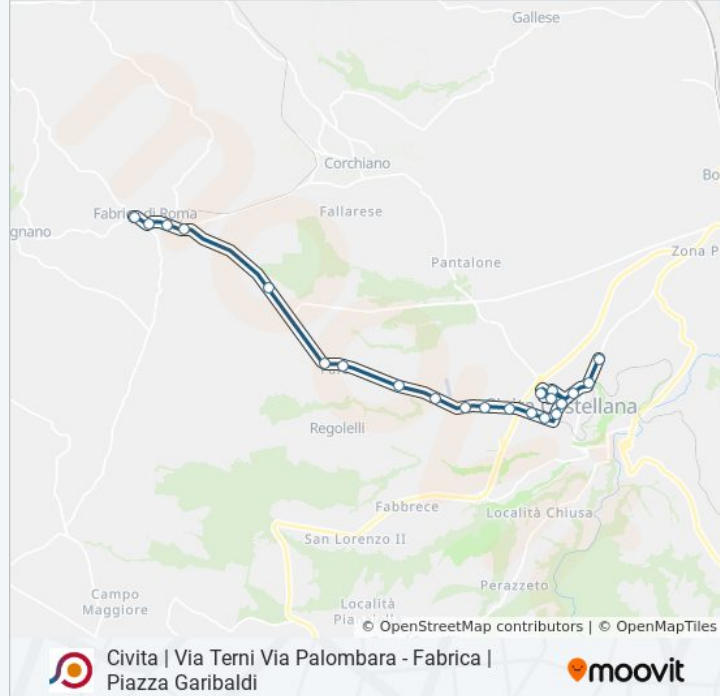 Gallese
Corchiano
Fabrica di Roma
Fallarese
gnano
Zona P
Pantalone
Civita Castellana
Regolelli
Fabbrece
Località Chiusa
San Lorenzo II
Perazzeto
Campo
Maggiore
Località
© OpenStreetMap contributors | © OpenMapTiles
Civita | Via Terni Via Palombara - Fabrica |
Piazza Garibaldi
moovit